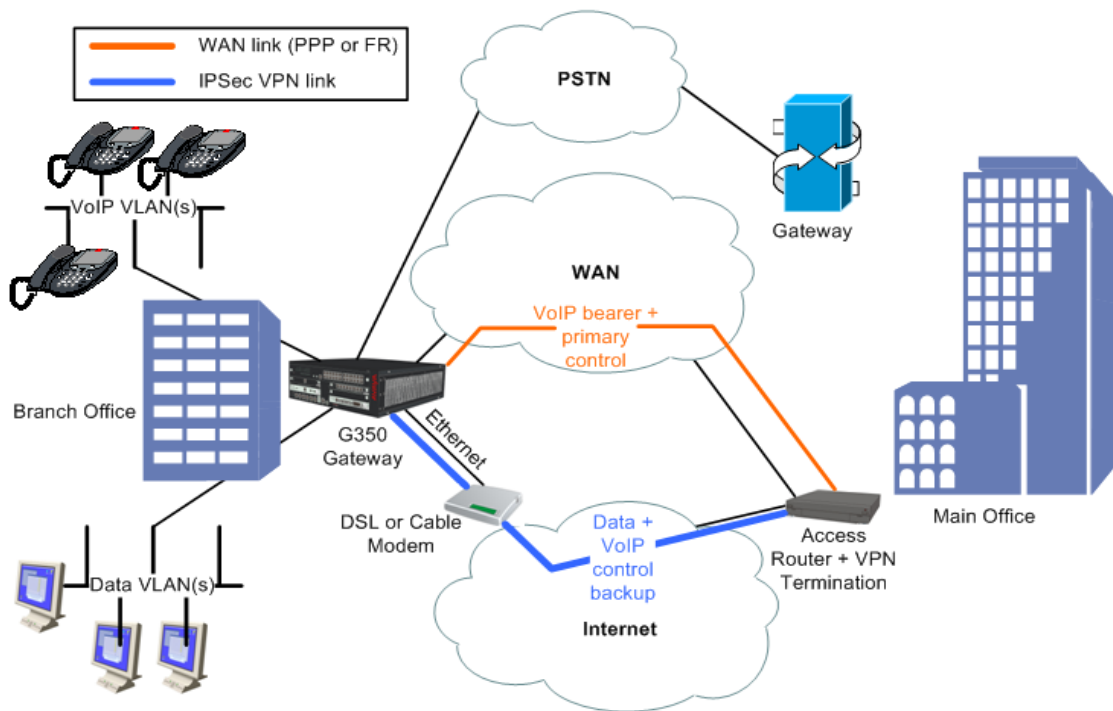 WAN link (PPP or FR)
IPSec VPN link
PSTN
VoIP VLAN(s)
Gateway
WAN
VoIP bearer +
primary
control
Branch Office
G350
Gateway
Ethernet
DSL or Cable
Modem
Data +
VoIP
control
backup
Internet
Access
Router + VPN
Termination
Main Office
Data VLAN(s)